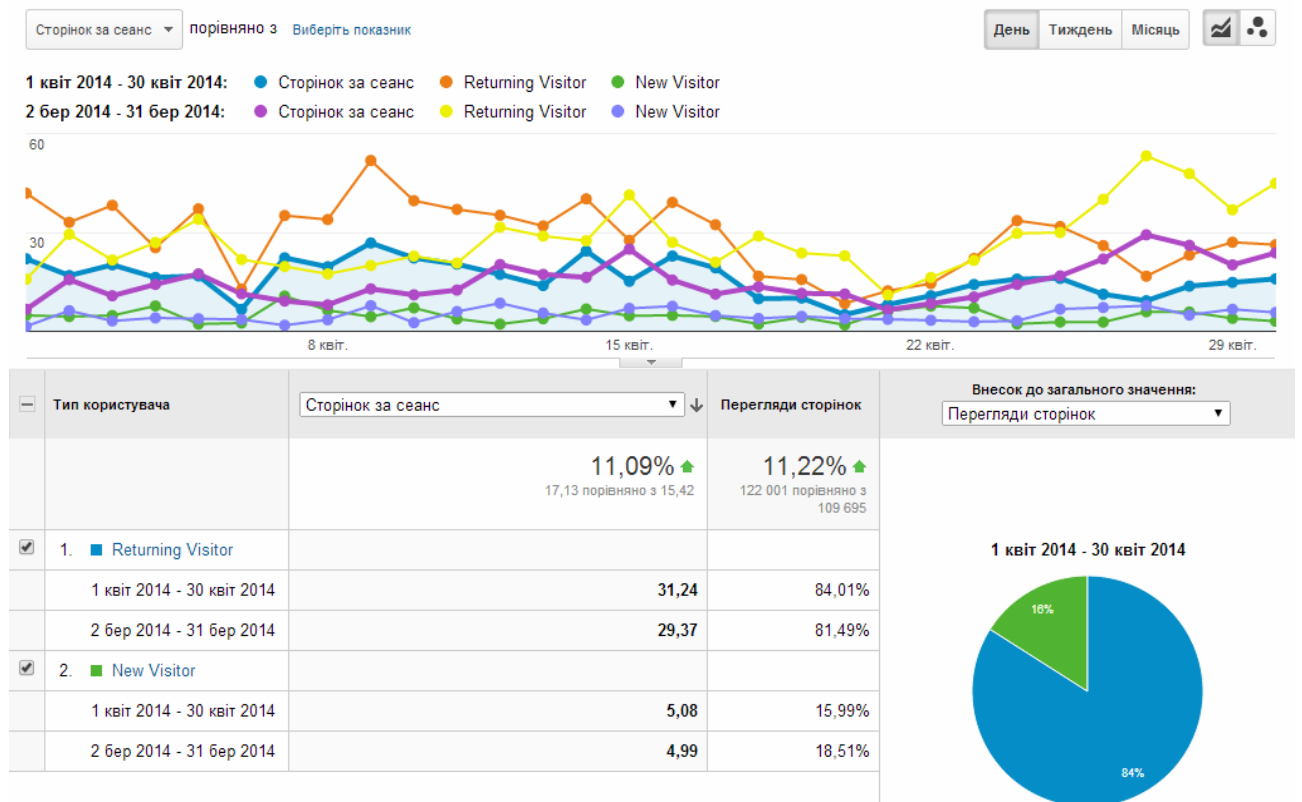 Сторінок за сеанс порівняно з Виберіть показник День Тиждень Місяць
1 квіт 2014 - 30 квіт 2014: Сторінок за сеанс Returning Visitor New Visitor
2 бер 2014 - 31 бер 2014: Сторінок за сеанс Returning Visitor New Visitor
60
30
8 квіт. 15 квіт. 22 квіт. 29 квіт.
Тип користувача Сторінок за сеанс Перегляди сторінок
Внесок до загального значення:
Перегляди сторінок
11,09% 11,22%
17,13 порівняно з 15,42 122 001 порівняно з
109 695
1. Returning Visitor
1 квіт 2014 - 30 квіт 2014 31,24 84,01%
2 бер 2014 - 31 бер 2014 29,37 81,49%
2. New Visitor
1 квіт 2014 - 30 квіт 2014 5,08 15,99%
2 бер 2014 - 31 бер 2014 4,99 18,51%
1 квіт 2014 - 30 квіт 2014
16%
84%